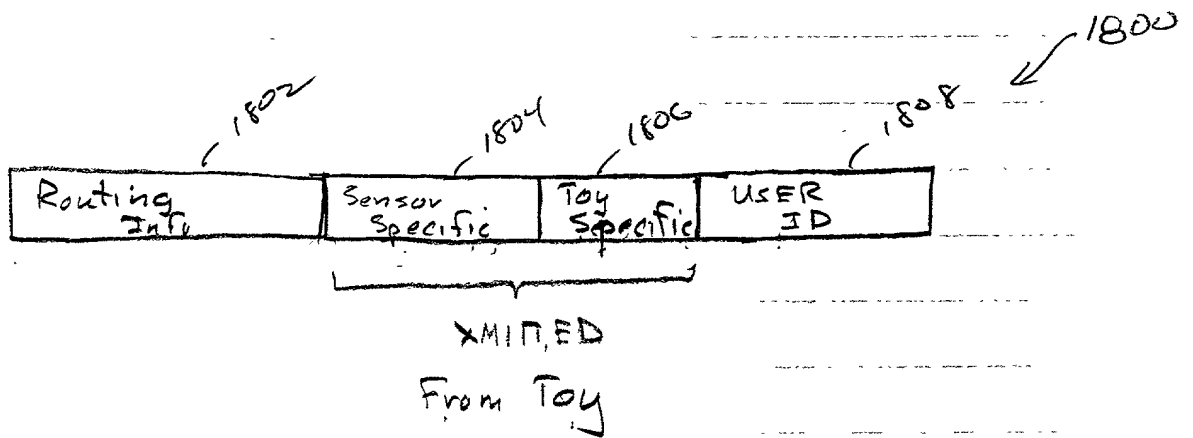 1800
1802
1804
1806
1808
Routing
Info
Sensor
Specific
Toy
Specific
USER
ID
XMITTED
From Toy